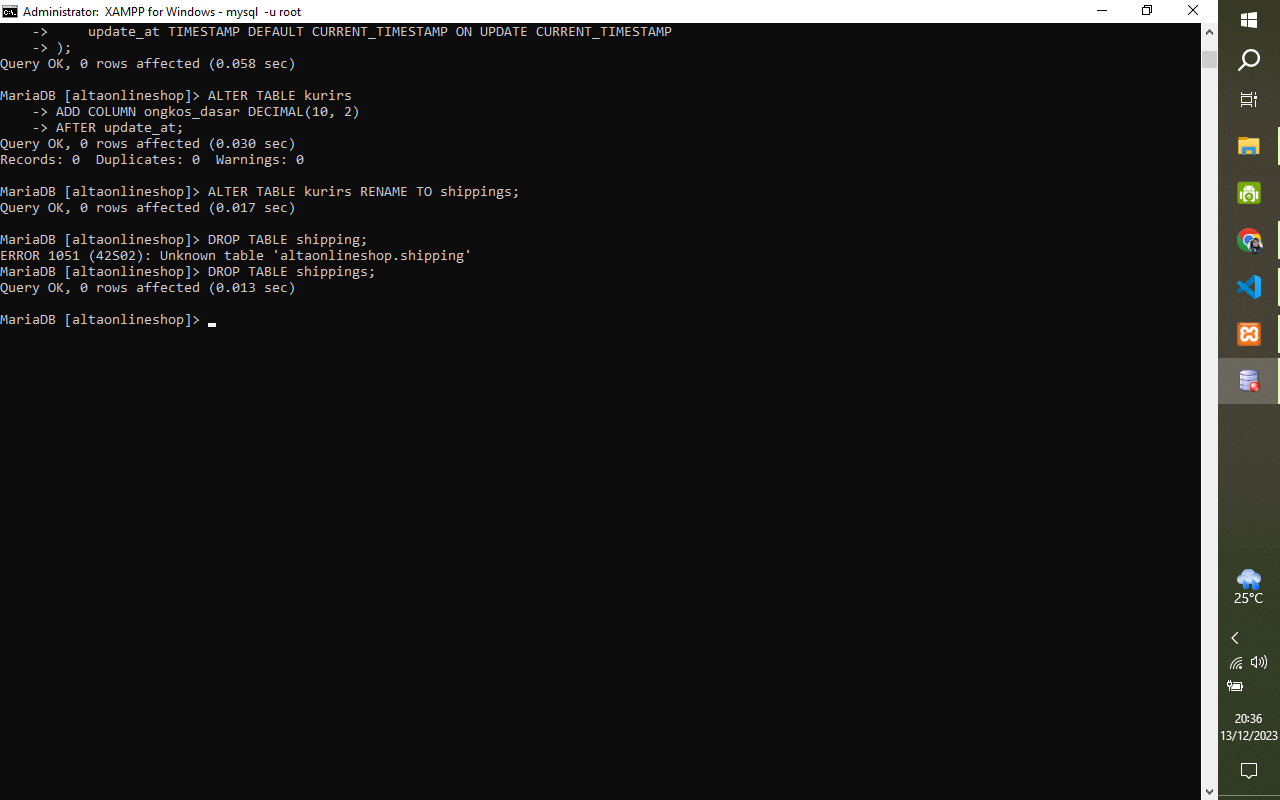 Administrator: XAMPP for Windows - mysql -u root
    ->     update_at TIMESTAMP DEFAULT CURRENT_TIMESTAMP ON UPDATE CURRENT_TIMESTAMP
    -> );
Query OK, 0 rows affected (0.058 sec)
MariaDB [altaonlineshop]> ALTER TABLE kurirs
    -> ADD COLUMN ongkos_dasar DECIMAL(10, 2)
    -> AFTER update_at;
Query OK, 0 rows affected (0.030 sec)
Records: 0  Duplicates: 0  Warnings: 0
MariaDB [altaonlineshop]> ALTER TABLE kurirs RENAME TO shippings;
Query OK, 0 rows affected (0.017 sec)
MariaDB [altaonlineshop]> DROP TABLE shipping;
ERROR 1051 (42S02): Unknown table 'altaonlineshop.shipping'
MariaDB [altaonlineshop]> DROP TABLE shippings;
Query OK, 0 rows affected (0.013 sec)
MariaDB [altaonlineshop]>
25°C
20:36
13/12/2023